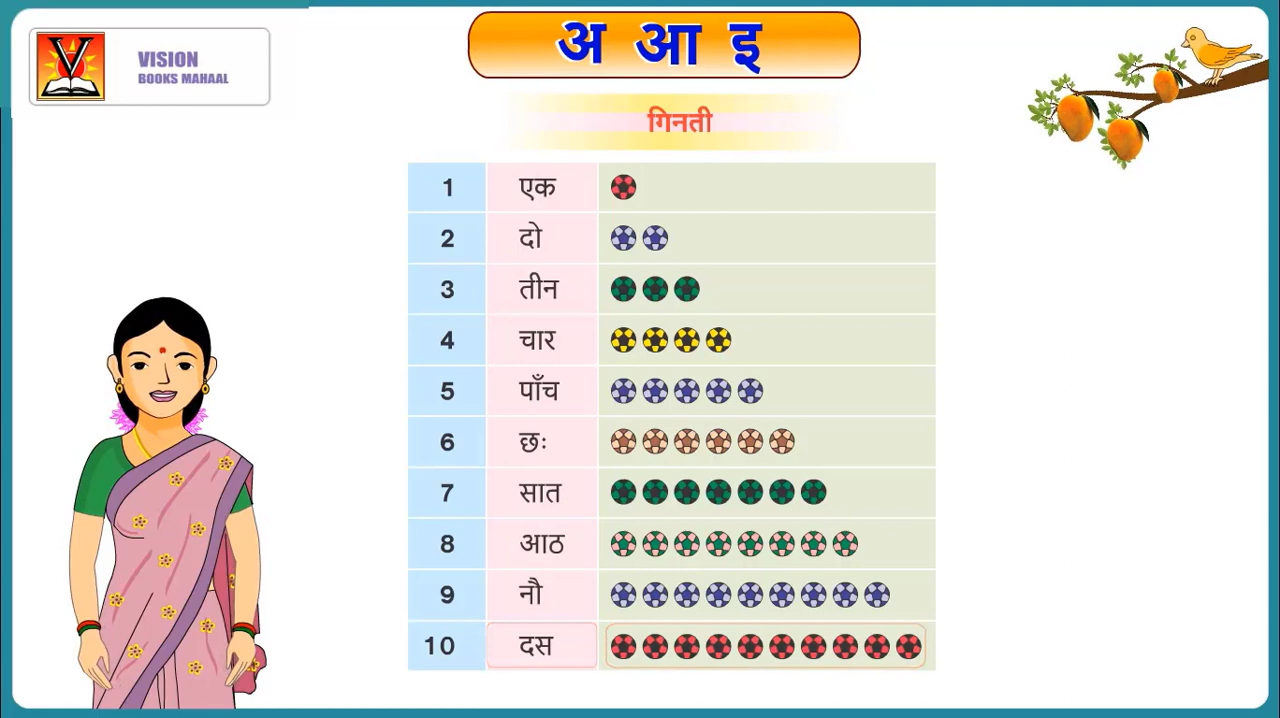 V
VISION
BOOKS MAHAAL
अ आ इ
गिनती
1 एक
2 दो
3 तीन
4 चार
5 पाँच
6 छः
7 सात
8 आठ
9 नौ
10 दस